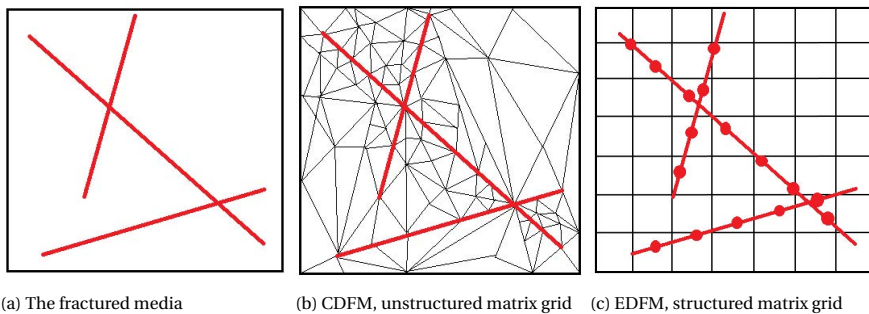 (a) The fractured media
(b) CDFM, unstructured matrix grid
(c) EDFM, structured matrix grid